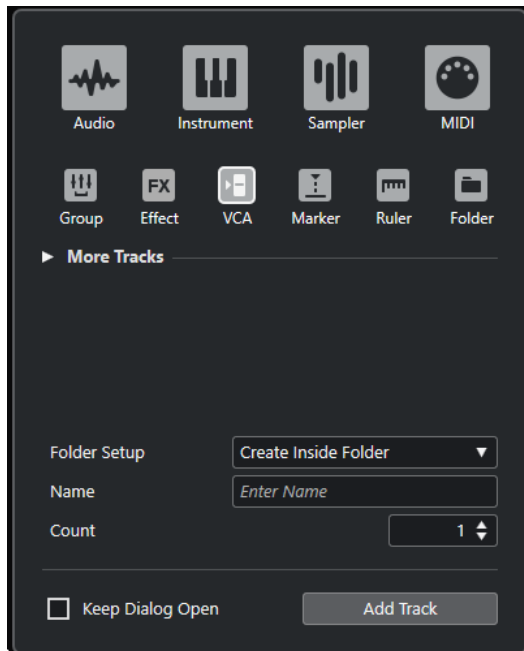 Audio Instrument Sampler MIDI
FX
Group Effect VCA Marker Ruler Folder
More Tracks
Folder Setup Create Inside Folder
Name Enter Name
Count 1
Keep Dialog Open Add Track